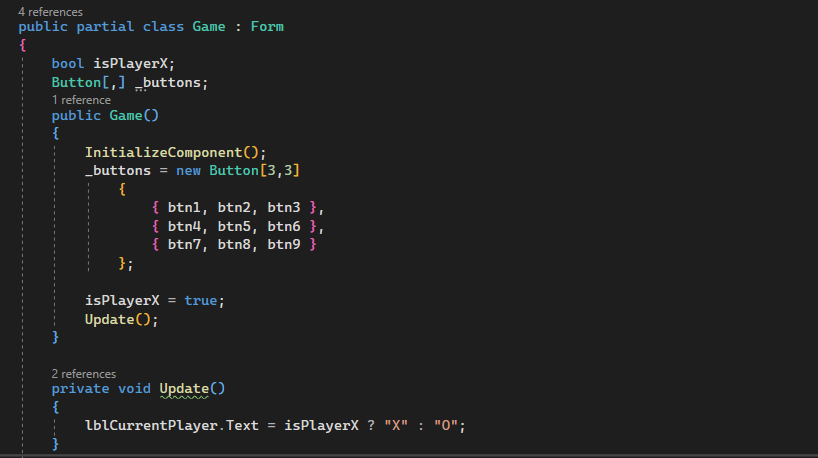 4 references
public partial class Game : Form
{
bool isPlayerX;
Button[,] _buttons;
1 reference
public Game()
{
InitializeComponent();
_buttons = new Button[3,3]
{
{ btn1, btn2, btn3 },
{ btn4, btn5, btn6 },
{ btn7, btn8, btn9 }
};
isPlayerX = true;
Update();
}
2 references
private void Update()
{
lblCurrentPlayer.Text = isPlayerX ? "X" : "O";
}